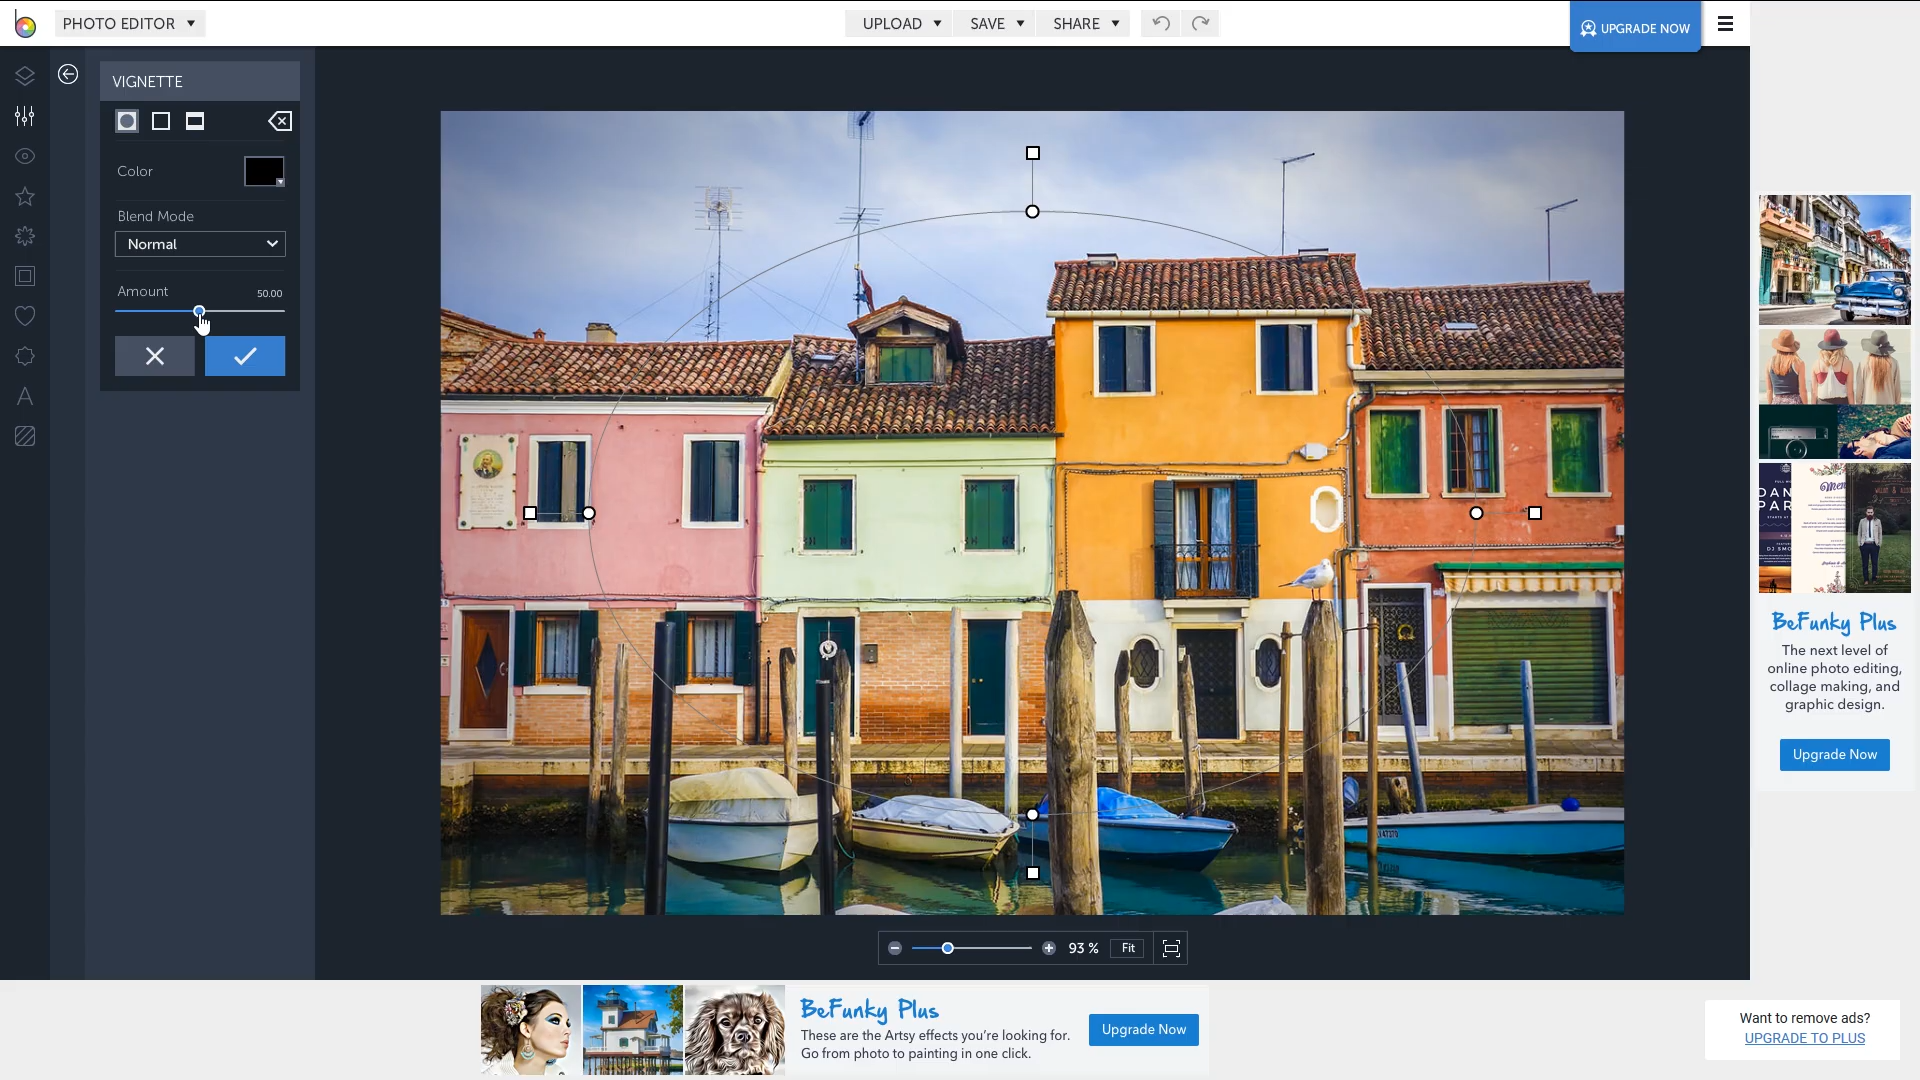 PHOTO EDITOR
UPLOAD
SAVE
SHARE
UPGRADE NOW
VIGNETTE
Color
Blend Mode
Normal
Amount
50.00
93 %
Fit
BeFunky Plus
The next level of
online photo editing,
collage making, and
graphic design.
Upgrade Now
BeFunky Plus
These are the Artsy effects you're looking for.
Go from photo to painting in one click.
Upgrade Now
Want to remove ads?
UPGRADE TO PLUS